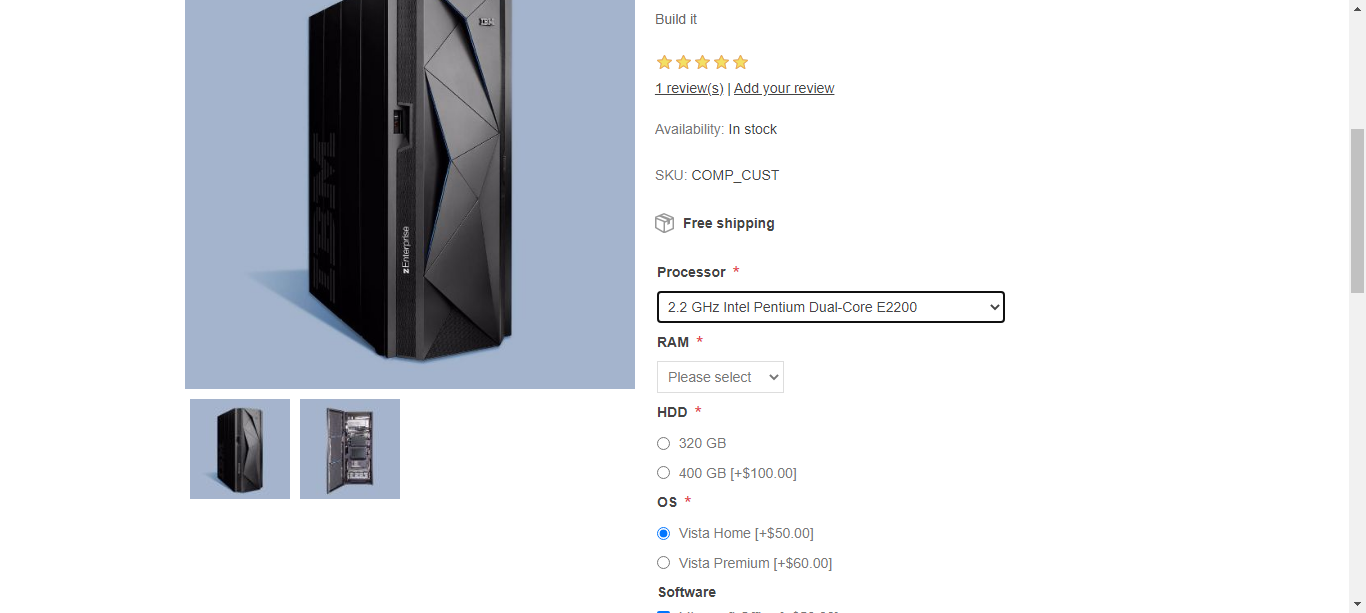 IBM
IBM
zEnterprise
Build it
1 review(s) | Add your review
Availability: In stock
SKU: COMP_CUST
Free shipping
Processor *
2.2 GHz Intel Pentium Dual-Core E2200
RAM *
Please select
HDD *
320 GB
400 GB [+$100.00]
OS *
Vista Home [+$50.00]
Vista Premium [+$60.00]
Software